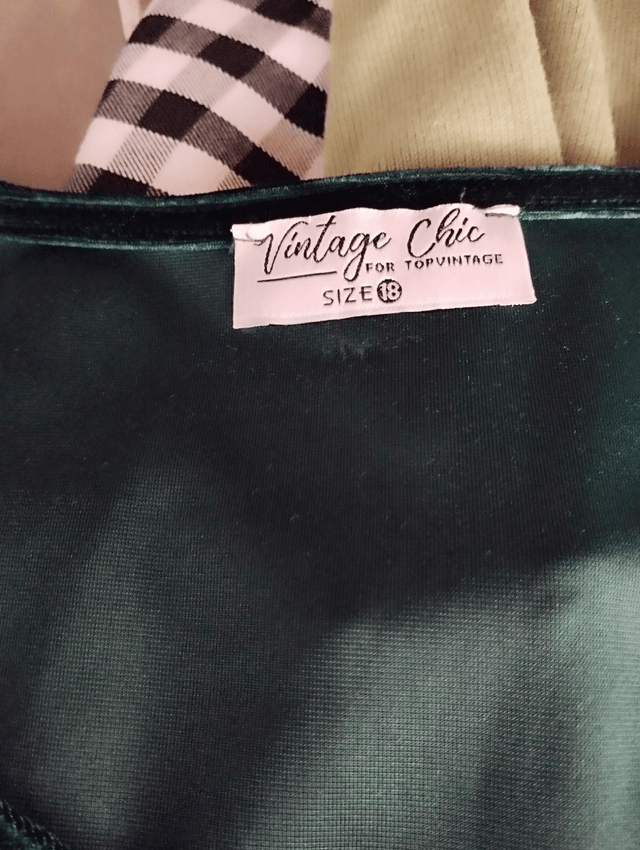 Vintage Chic
FOR TOPVINTAGE
SIZE 18